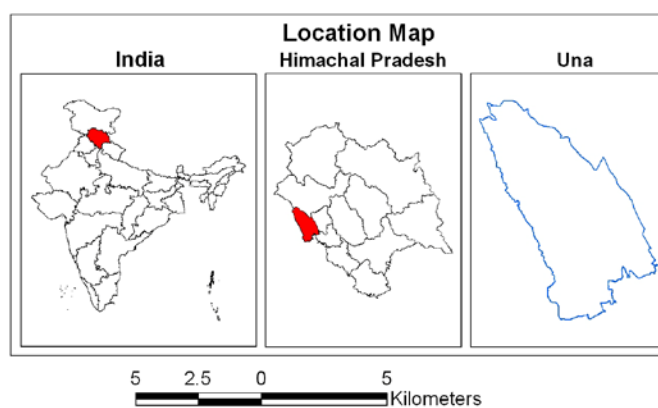 Location Map
India
Himachal Pradesh
Una
5 2.5 0 5
Kilometers